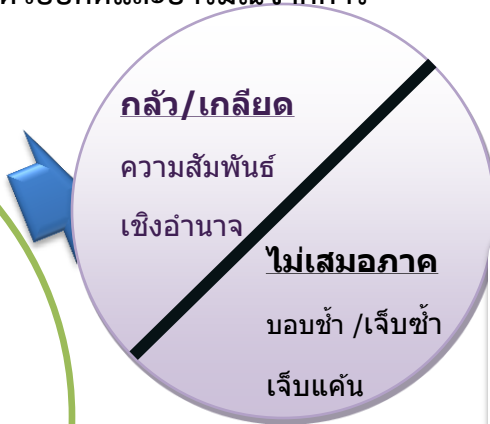 กลัว/เกลียด
ความสัมพันธ์
เชิงอำนาจ
ไม่เสมอภาค
บอบช้ำ /เจ็บซ้ำ
เจ็บแค้น